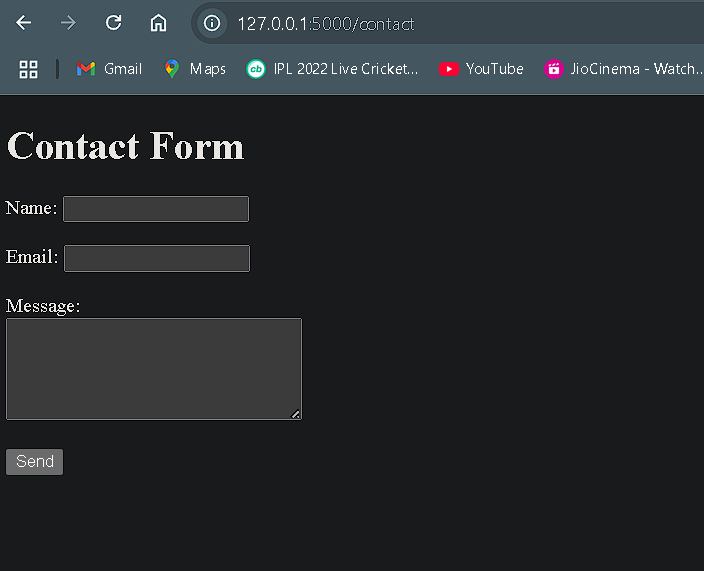 127.0.0.1:5000/contact
Gmail Maps cb IPL 2022 Live Cricket... YouTube JioCinema - Watch...
Contact Form
Name:
Email:
Message:
Send